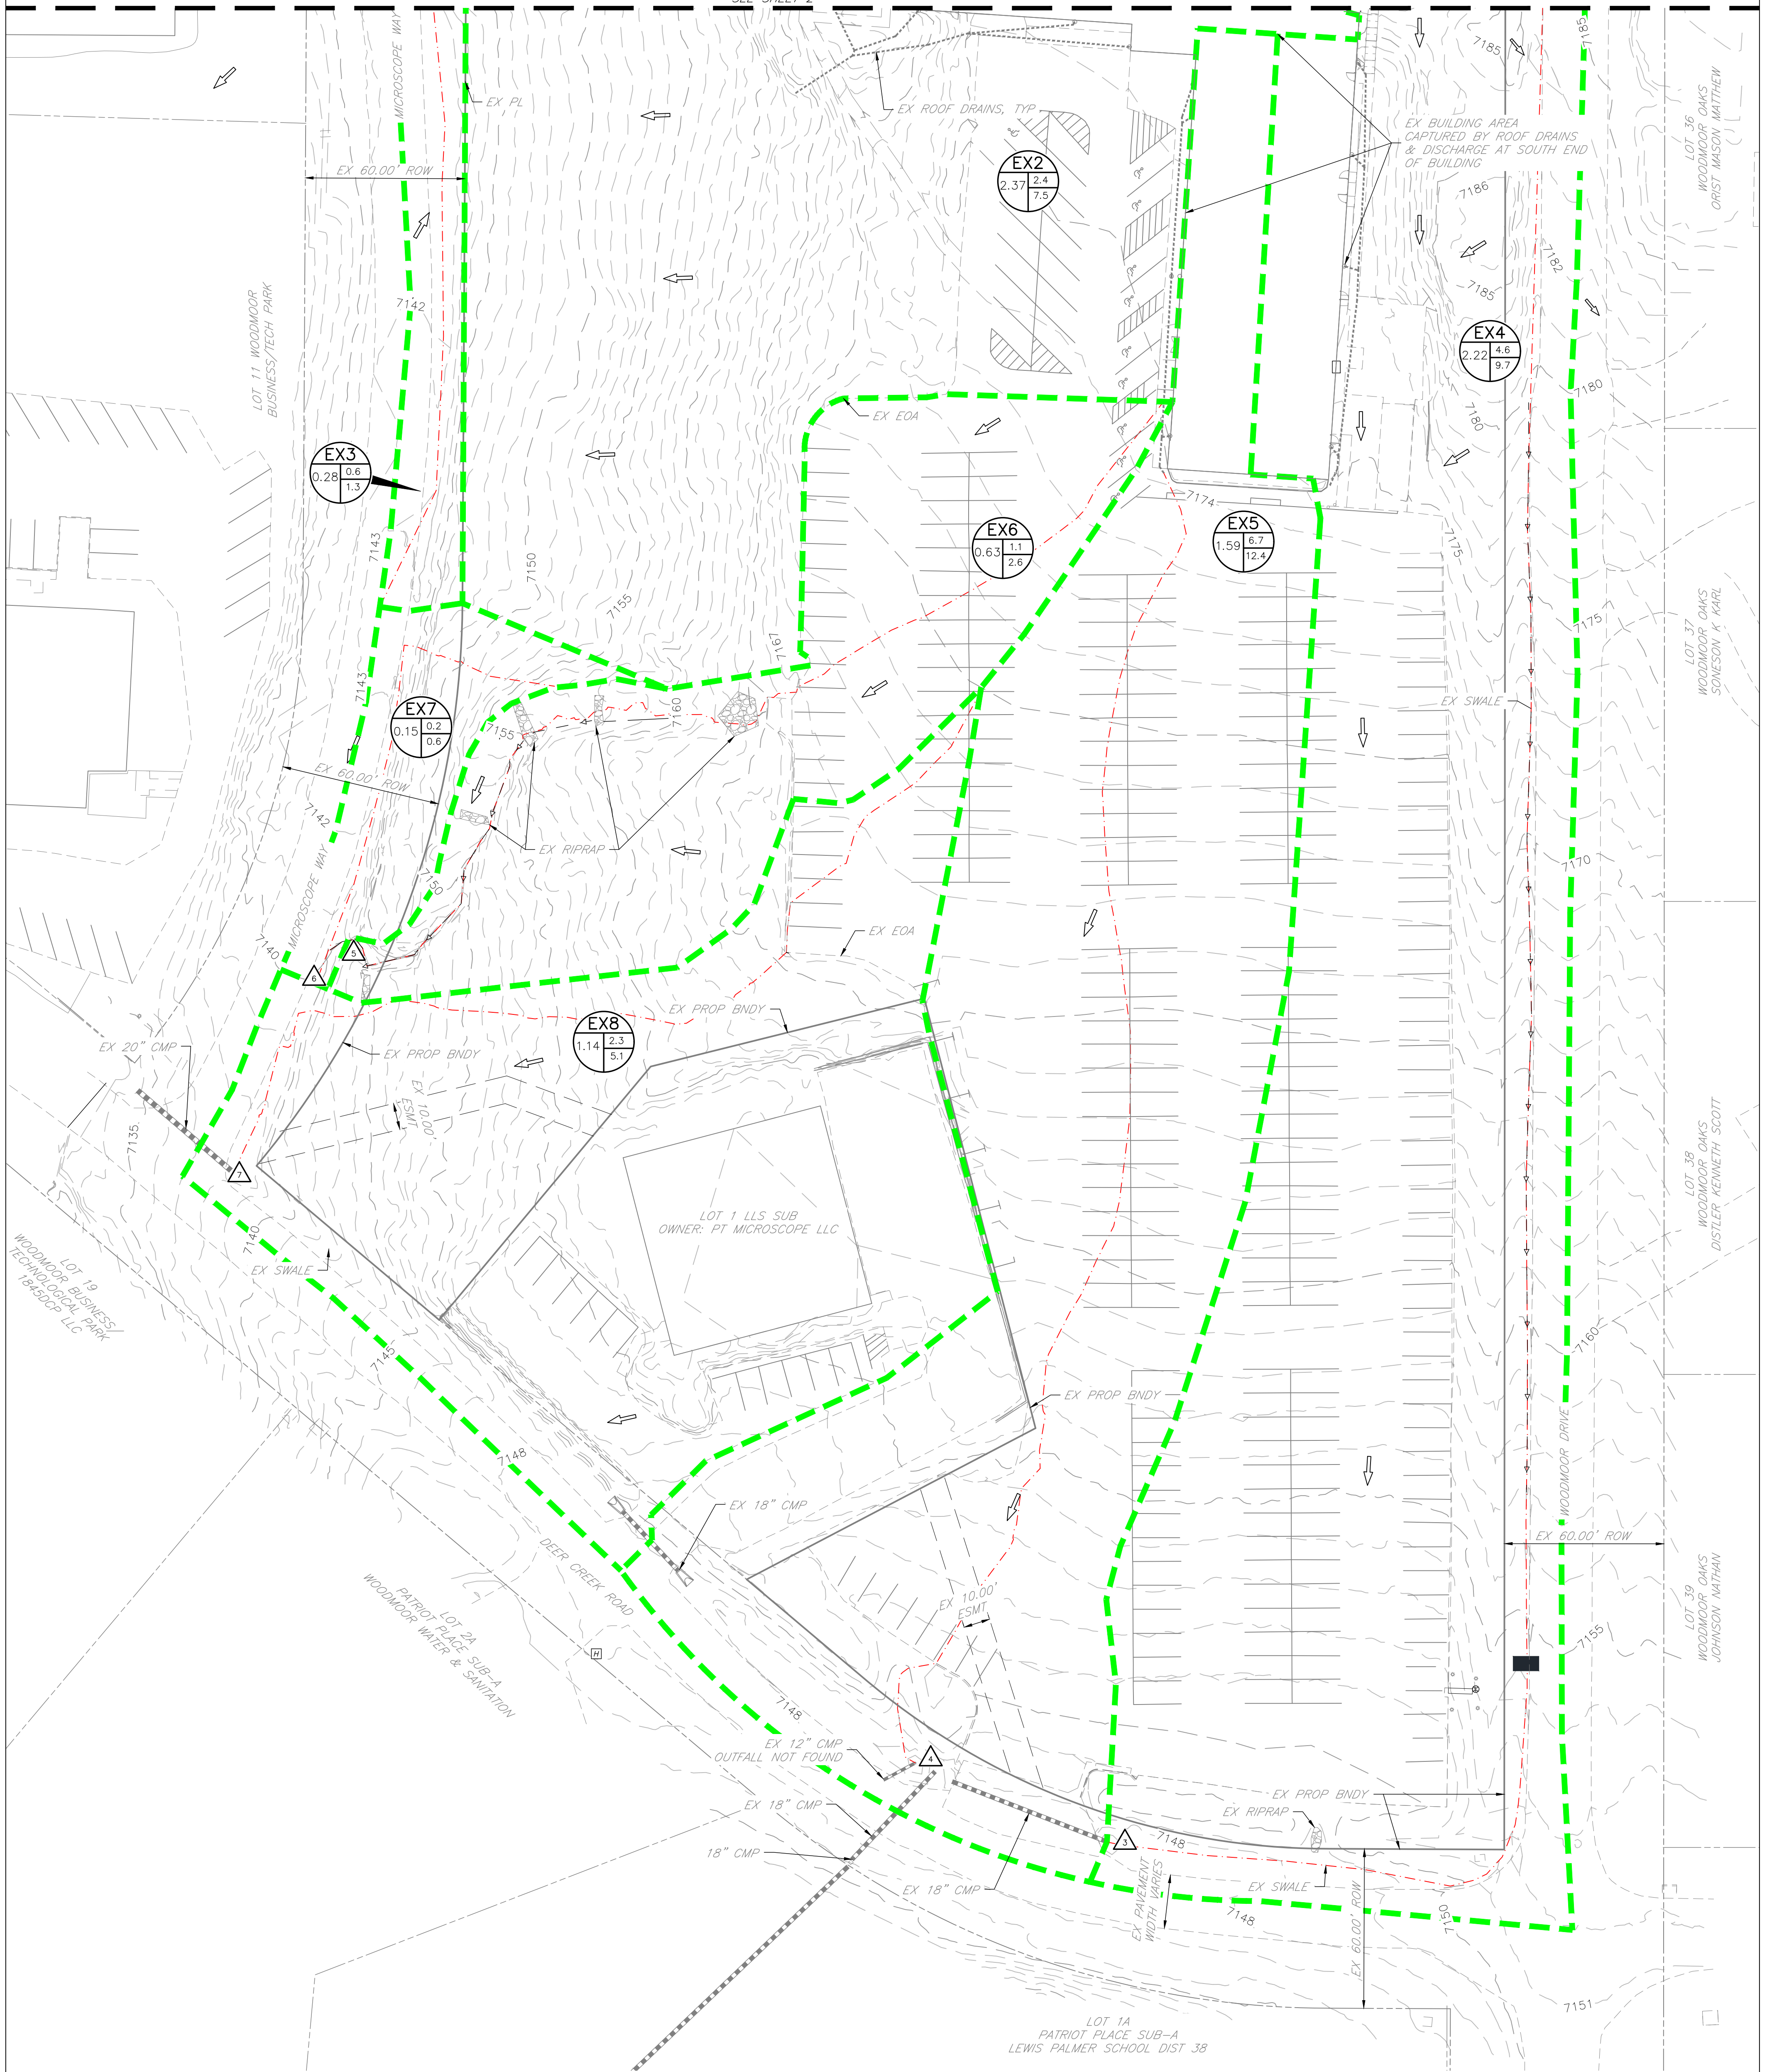 SEE SHEET 2
MICROSCOPE WAY
EX PL
EX ROOF DRAINS, TYP
EX BUILDING AREA
CAPTURED BY ROOF DRAINS
& DISCHARGE AT SOUTH END
OF BUILDING
7185
7185
LOT 36
WOODMOOR OAKS
ORIST MASON MATTHEW
EX 60.00' ROW
EX2
2.37
2.4
7.5
7186
7182
7185
LOT 11 WOODMOOR
BUSINESS/TECH PARK
7142
EX4
2.22
4.6
9.7
7180
7180
EX EOA
EX3
0.28
0.6
1.3
7174
7143
7150
EX6
0.63
1.1
2.6
EX5
1.59
6.7
12.4
7175
7155
7175
LOT 37
WOODMOOR OAKS
SONESON K KARL
7167
7143
EX7
0.15
0.2
0.6
7155
7160
EX SWALE
EX 60.00' ROW
7142
EX RIPRAP
7150
7170
MICROSCOPE WAY
7140
5
6
EX EOA
EX PROP BNDY
EX8
1.14
2.3
5.1
EX 20" CMP
EX PROP BNDY
EX 10.00'
ESMT
7135
7
LOT 38
WOODMOOR OAKS
DISTLER KENNETH SCOTT
LOT 1 LLS SUB
OWNER: PT MICROSCOPE LLC
7140
EX SWALE
LOT 19
WOODMOOR BUSINESS/
TECHNOLOGICAL PARK
1845DCP LLC
7145
7160
EX PROP BNDY
WOODMOOR DRIVE
7148
EX 18" CMP
EX 60.00' ROW
DEER CREEK ROAD
LOT 2A
PATRIOT PLACE SUB-A
WOODMOOR WATER & SANITATION
EX 10.00'
ESMT
LOT 39
WOODMOOR OAKS
JOHNSON NATHAN
H
7155
7148
EX 12" CMP
OUTFALL NOT FOUND
4
EX 18" CMP
EX PROP BNDY
EX RIPRAP
3
7148
18" CMP
EX 18" CMP
EX PAVEMENT
WIDTH VARIES
EX SWALE
7148
7150
EX 60.00' ROW
7151
LOT 1A
PATRIOT PLACE SUB-A
LEWIS PALMER SCHOOL DIST 38